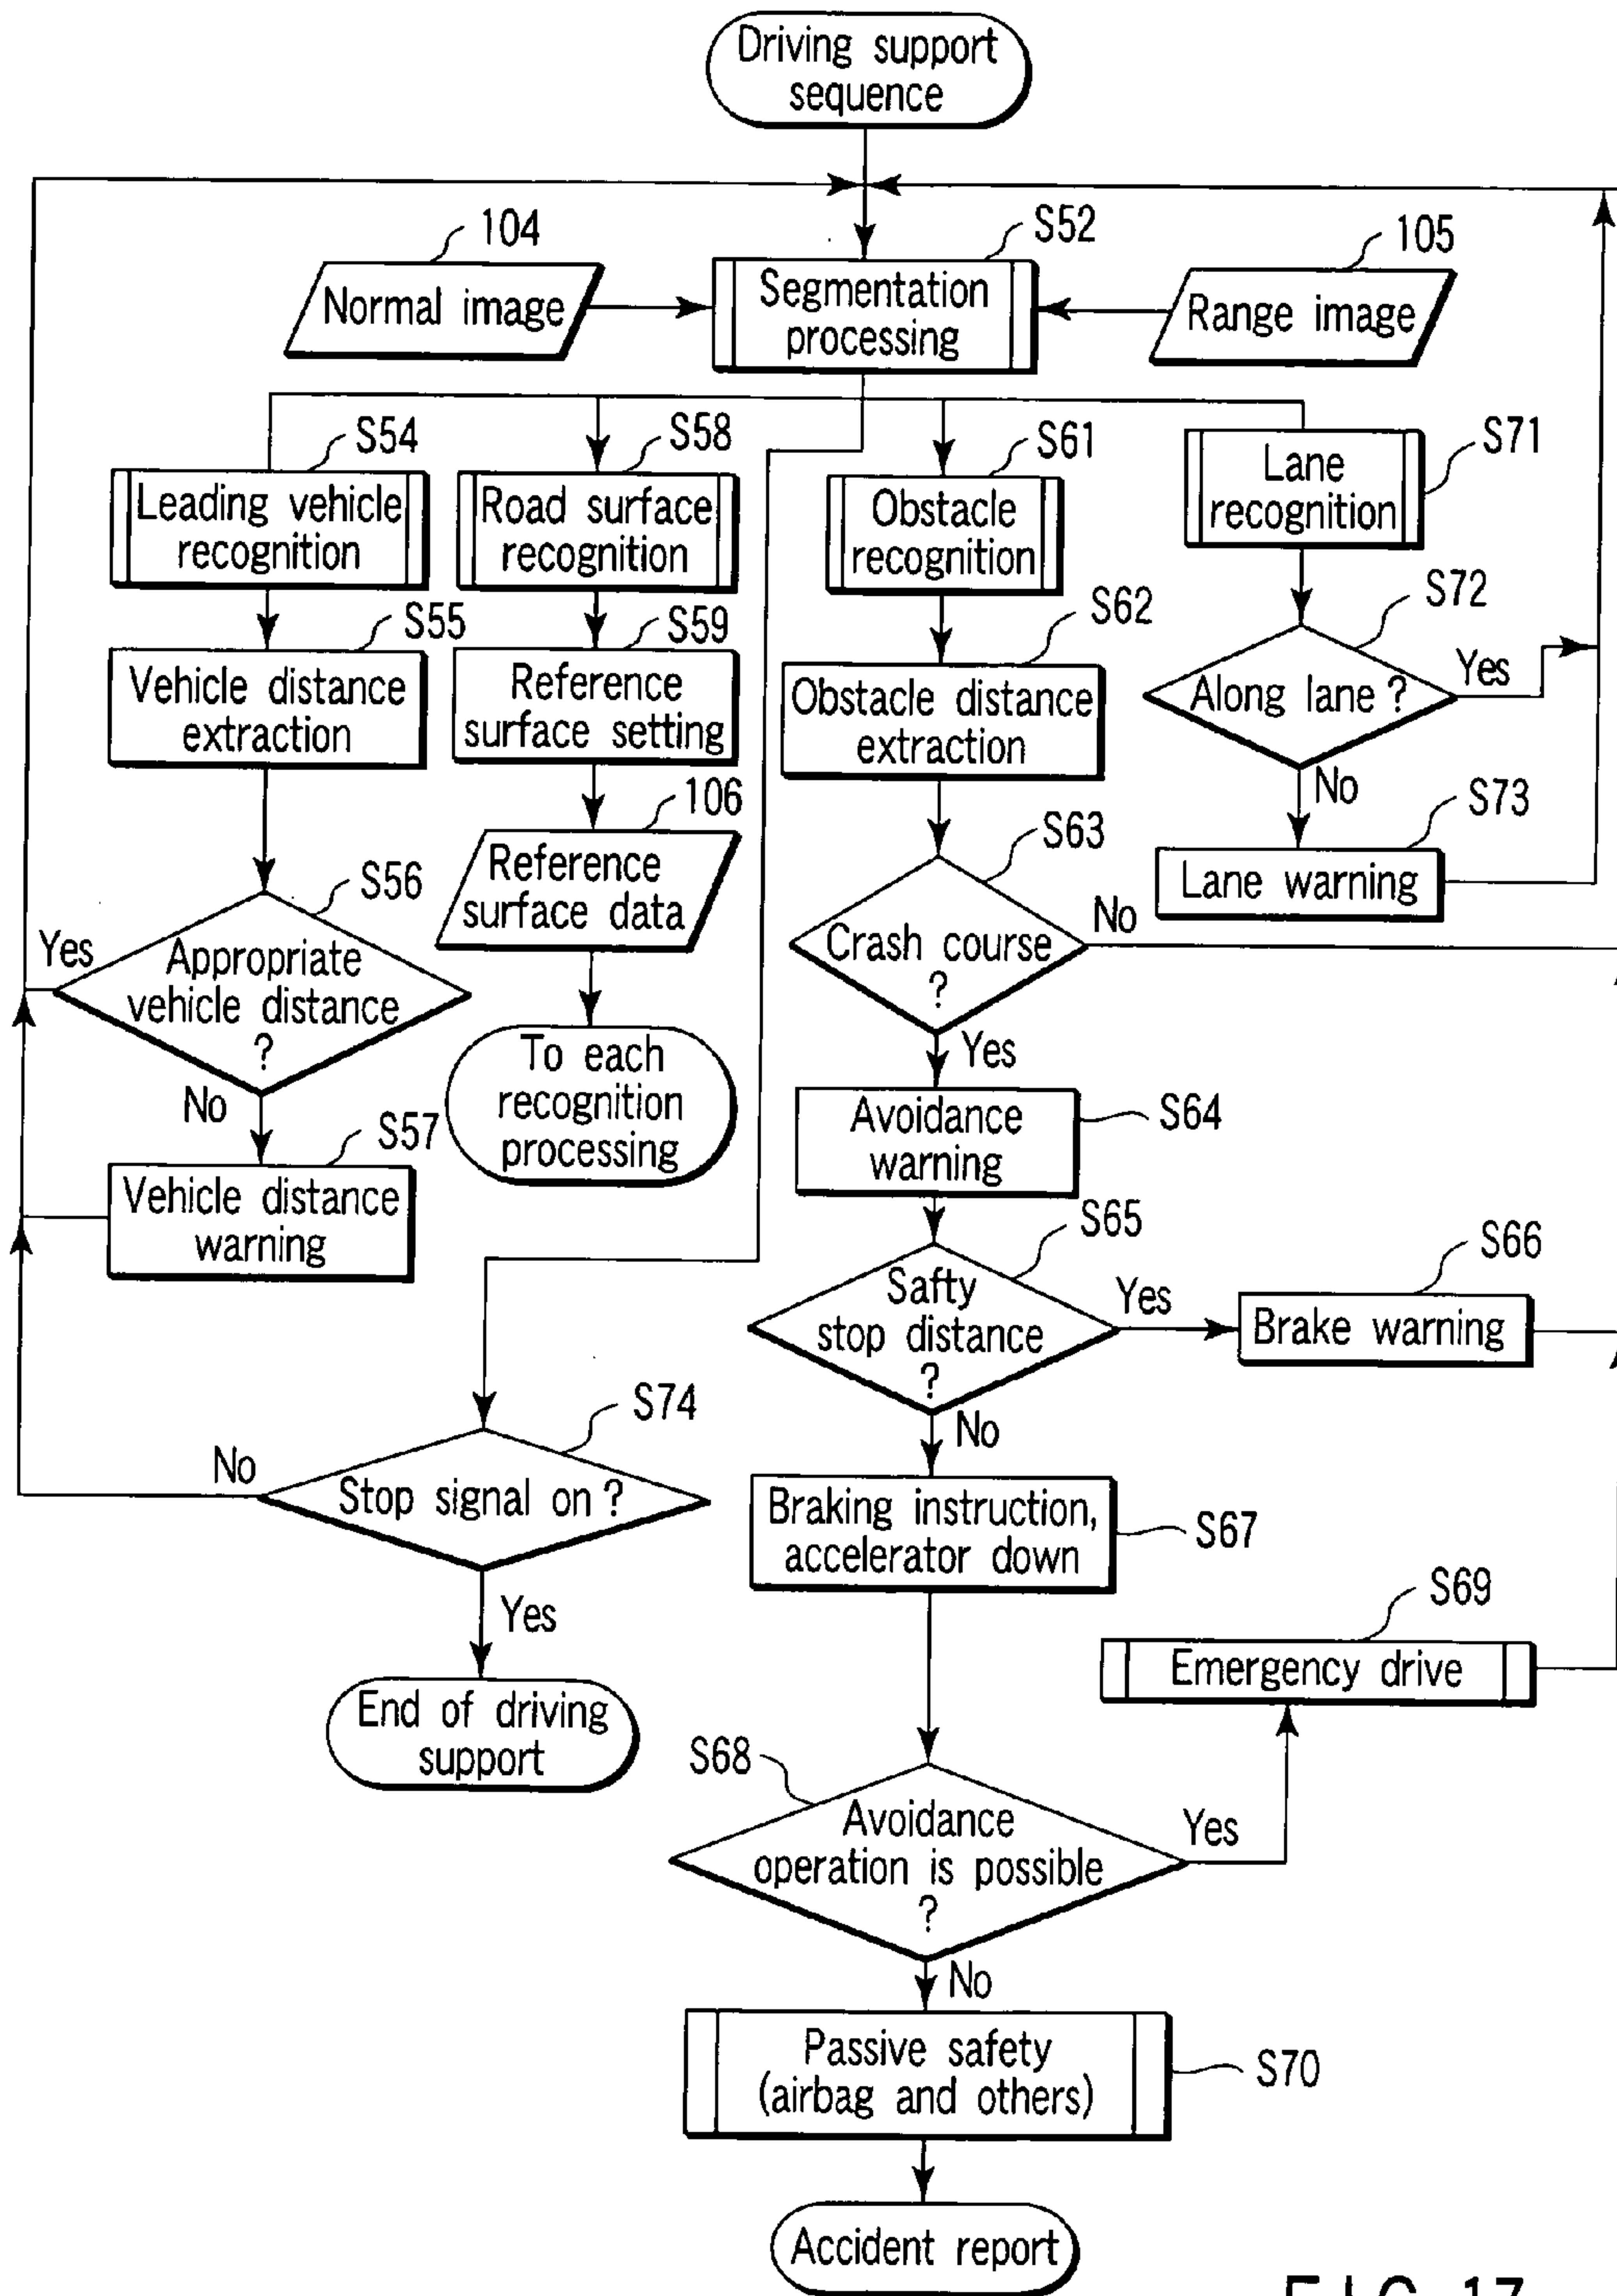 Driving support
sequence
104
S52
105
Normal image
Segmentation
processing
Range image
S54
S58
S61
S71
Leading vehicle
recognition
Road surface
recognition
Obstacle
recognition
Lane
recognition
S55
S59
S62
S72
Vehicle distance
extraction
Reference
surface setting
Obstacle distance
extraction
Along lane ?
Yes
No
106
S63
S73
Reference
surface data
Lane warning
S56
Yes
Appropriate
vehicle distance
?
No
Crash course
?
No
Yes
To each
recognition
processing
S57
Vehicle distance
warning
Avoidance
warning
S64
S65
Safty
stop distance
?
Yes
No
S66
Brake warning
S74
No
Stop signal on ?
Yes
Braking instruction,
accelerator down
S67
S69
Emergency drive
End of driving
support
S68
Avoidance
operation is possible
?
Yes
No
Passive safety
(airbag and others)
S70
Accident report
FIG. 17